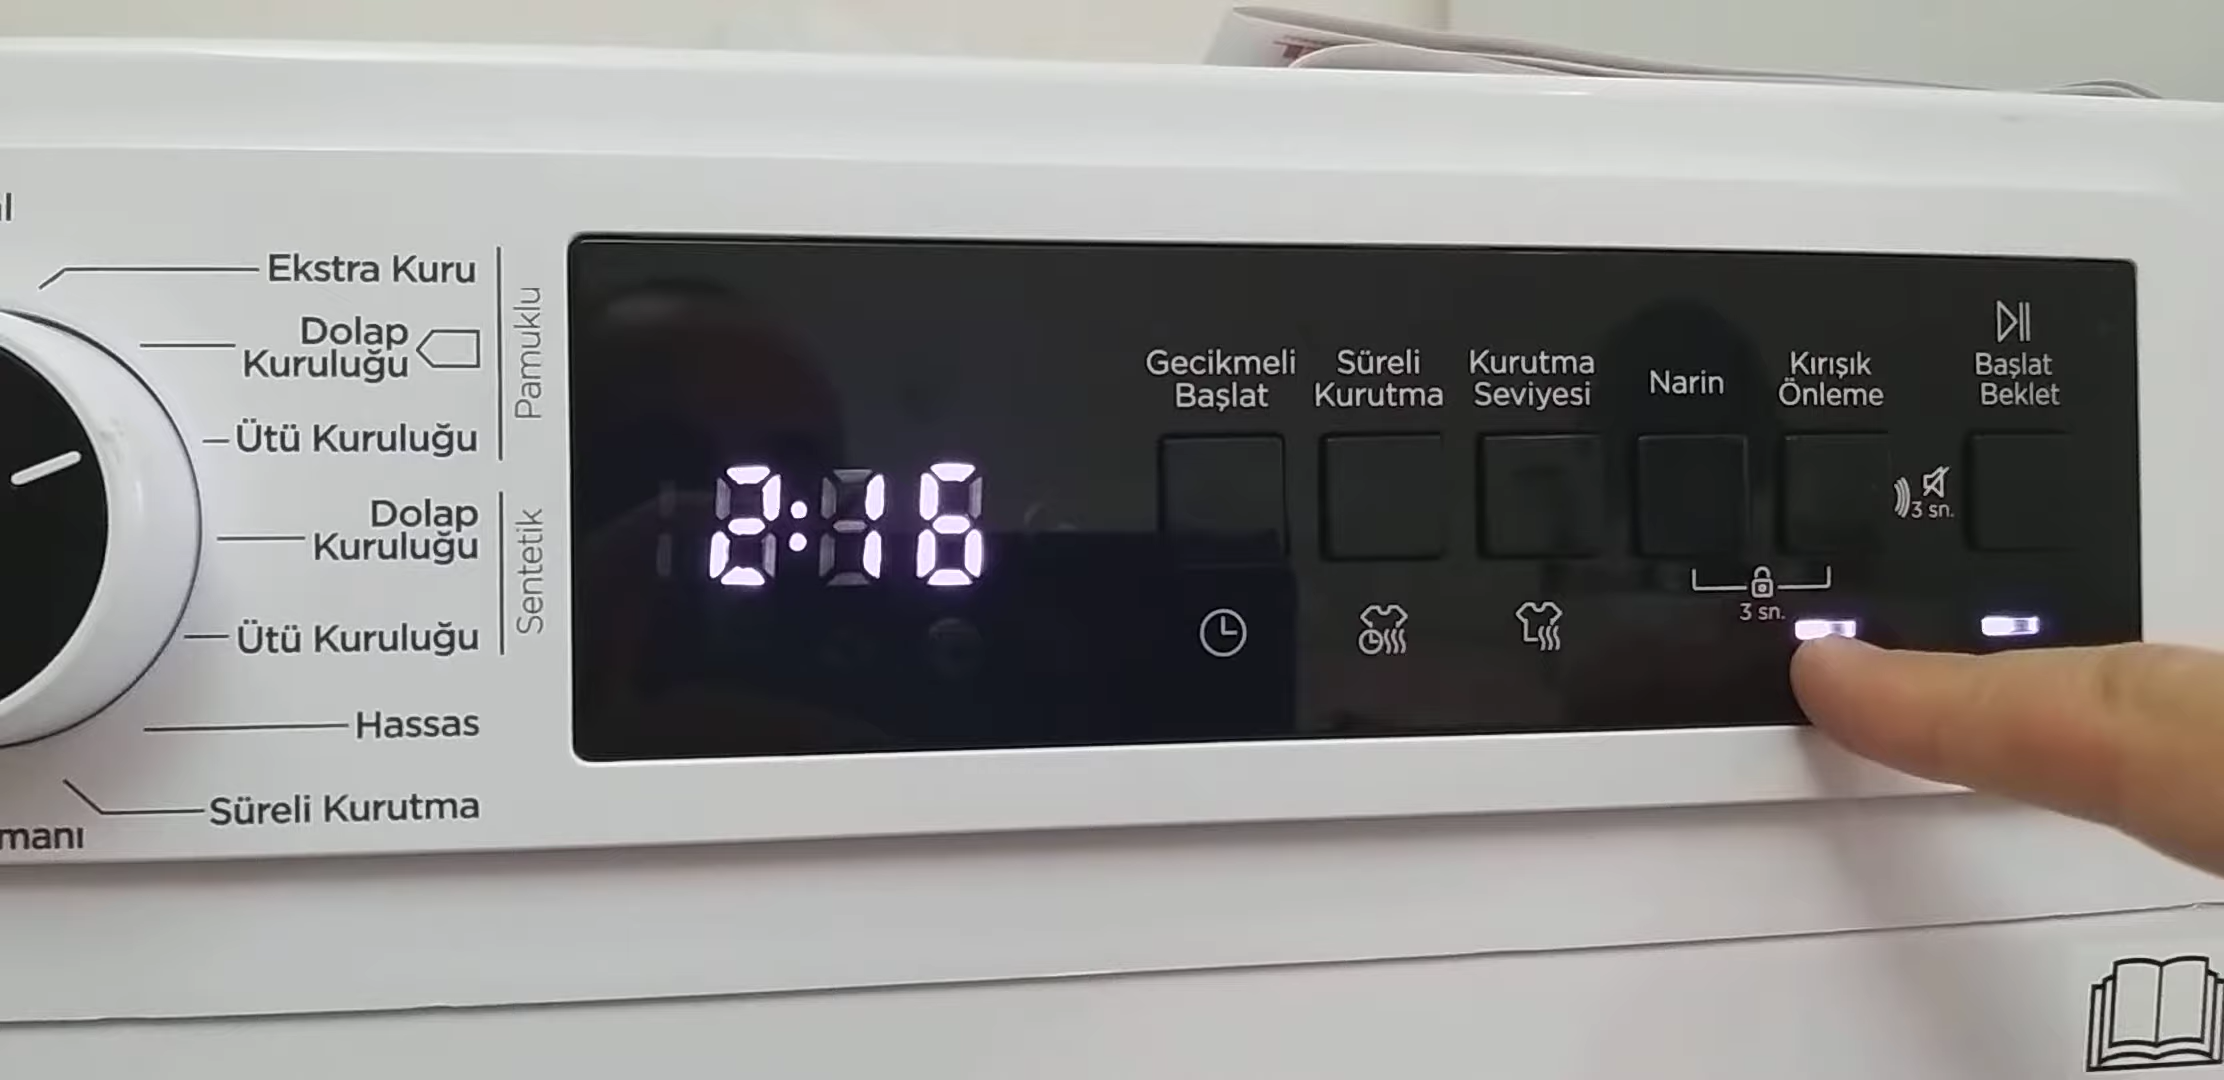 Ekstra Kuru
Dolap
Kuruluğu
Ütü Kuruluğu
Pamuklu
Dolap
Kuruluğu
Ütü Kuruluğu
Sentetik
Hassas
Süreli Kurutma
manı
2:16
Gecikmeli
Başlat
Süreli
Kurutma
Kurutma
Seviyesi
Narin
Kırışık
Önleme
Başlat
Beklet
3 sn.
3 sn.